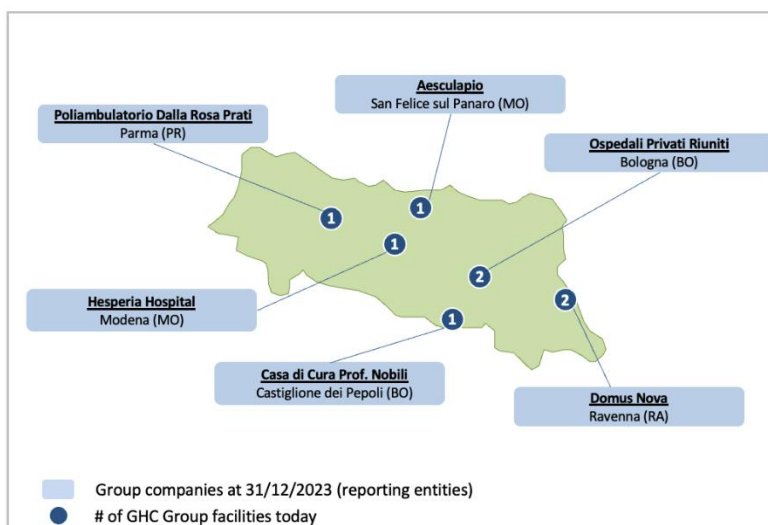 Aesculapio
San Felice sul Panaro (MO)
Poliambulatorio Dalla Rosa Prati
Parma (PR)
Ospedali Privati Riuniti
Bologna (BO)
1
1
1
2
2
1
Hesperia Hospital
Modena (MO)
Casa di Cura Prof. Nobili
Castiglione dei Pepoli (BO)
Domus Nova
Ravenna (RA)
Group companies at 31/12/2023 (reporting entities)
# of GHC Group facilities today